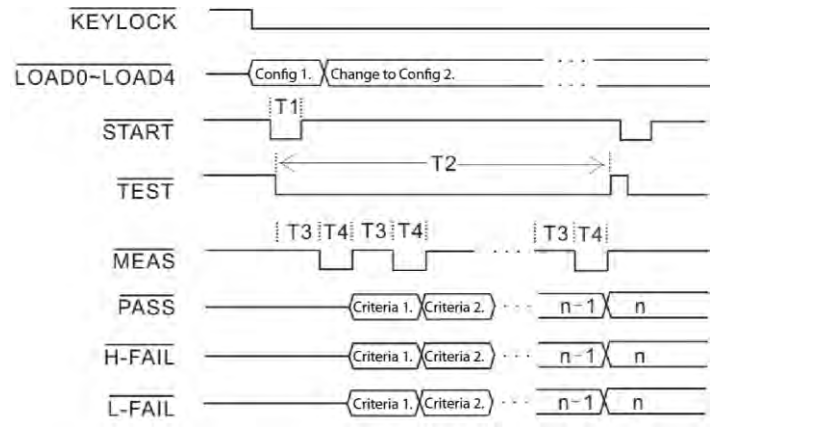 KEYLOCK
LOAD0~LOAD4 Config 1. Change to Config 2. . . .
T1
START
T2
TEST
T3 T4 T3 T4 T3 T4
MEAS
PASS Criteria 1. Criteria 2. . . . n-1 n
H-FAIL Criteria 1. Criteria 2. . . . n-1 n
L-FAIL Criteria 1. Criteria 2. . . . n-1 n